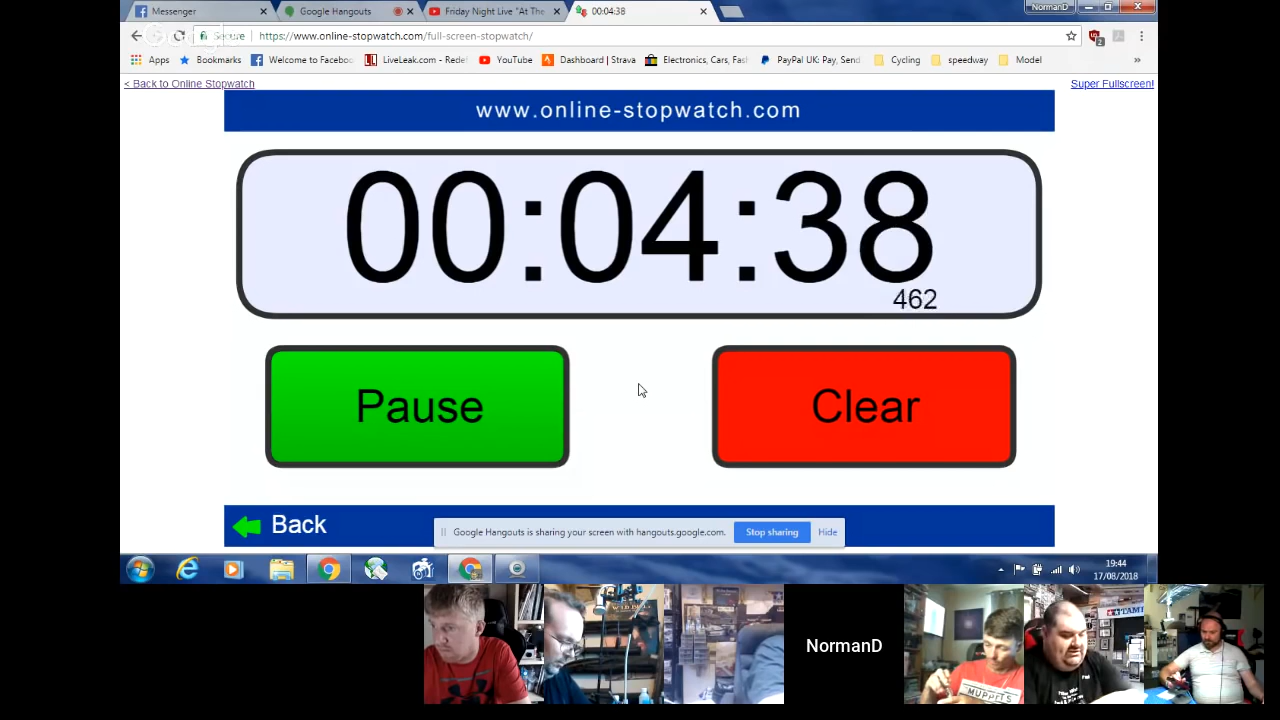 Messenger
Google Hangouts
Friday Night Live "At The
00:04:38
NormanD
Secure
https://www.online-stopwatch.com/full-screen-stopwatch/
2
Apps
Bookmarks
Welcome to Faceboo
LiveLeak.com - Rede
YouTube
Dashboard | Strava
Electronics, Cars, Fas
PayPal UK: Pay, Send
Cycling
speedway
Model
< Back to Online Stopwatch
Super Fullscreen!
www.online-stopwatch.com
00:04:38
462
Pause
Clear
Back
Google Hangouts is sharing your screen with hangouts.google.com.
Stop sharing
Hide
19:44
17/08/2018
NormanD
MUPPETS
TAMI